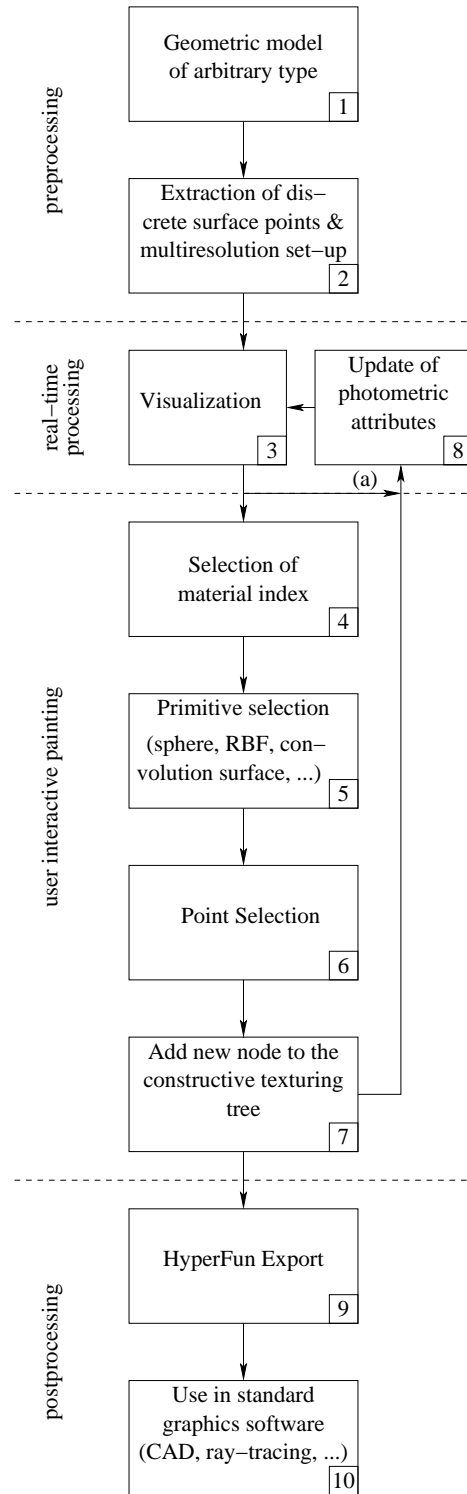 preprocessing
Geometric model
of arbitrary type
1
Extraction of dis–
crete surface points &
multiresolution set–up
2
real–time
processing
Visualization
3
Update of
photometric
attributes
8
(a)
user interactive painting
Selection of
material index
4
Primitive selection
(sphere, RBF, con–
volution surface, ...)
5
Point Selection
6
Add new node to the
constructive texturing
tree
7
postprocessing
HyperFun Export
9
Use in standard
graphics software
(CAD, ray–tracing, ...)
10